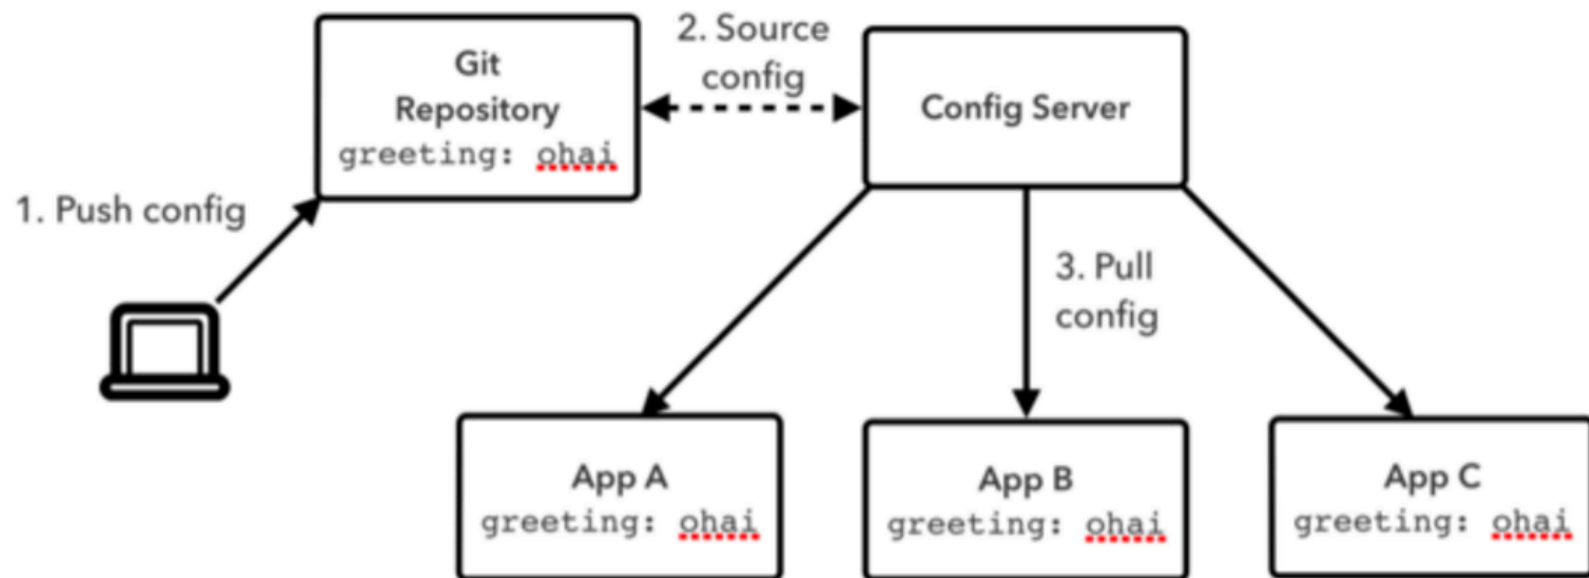 Git
Repository
greeting: ohai
2. Source
config
Config Server
1. Push config
3. Pull
config
App A
greeting: ohai
App B
greeting: ohai
App C
greeting: ohai